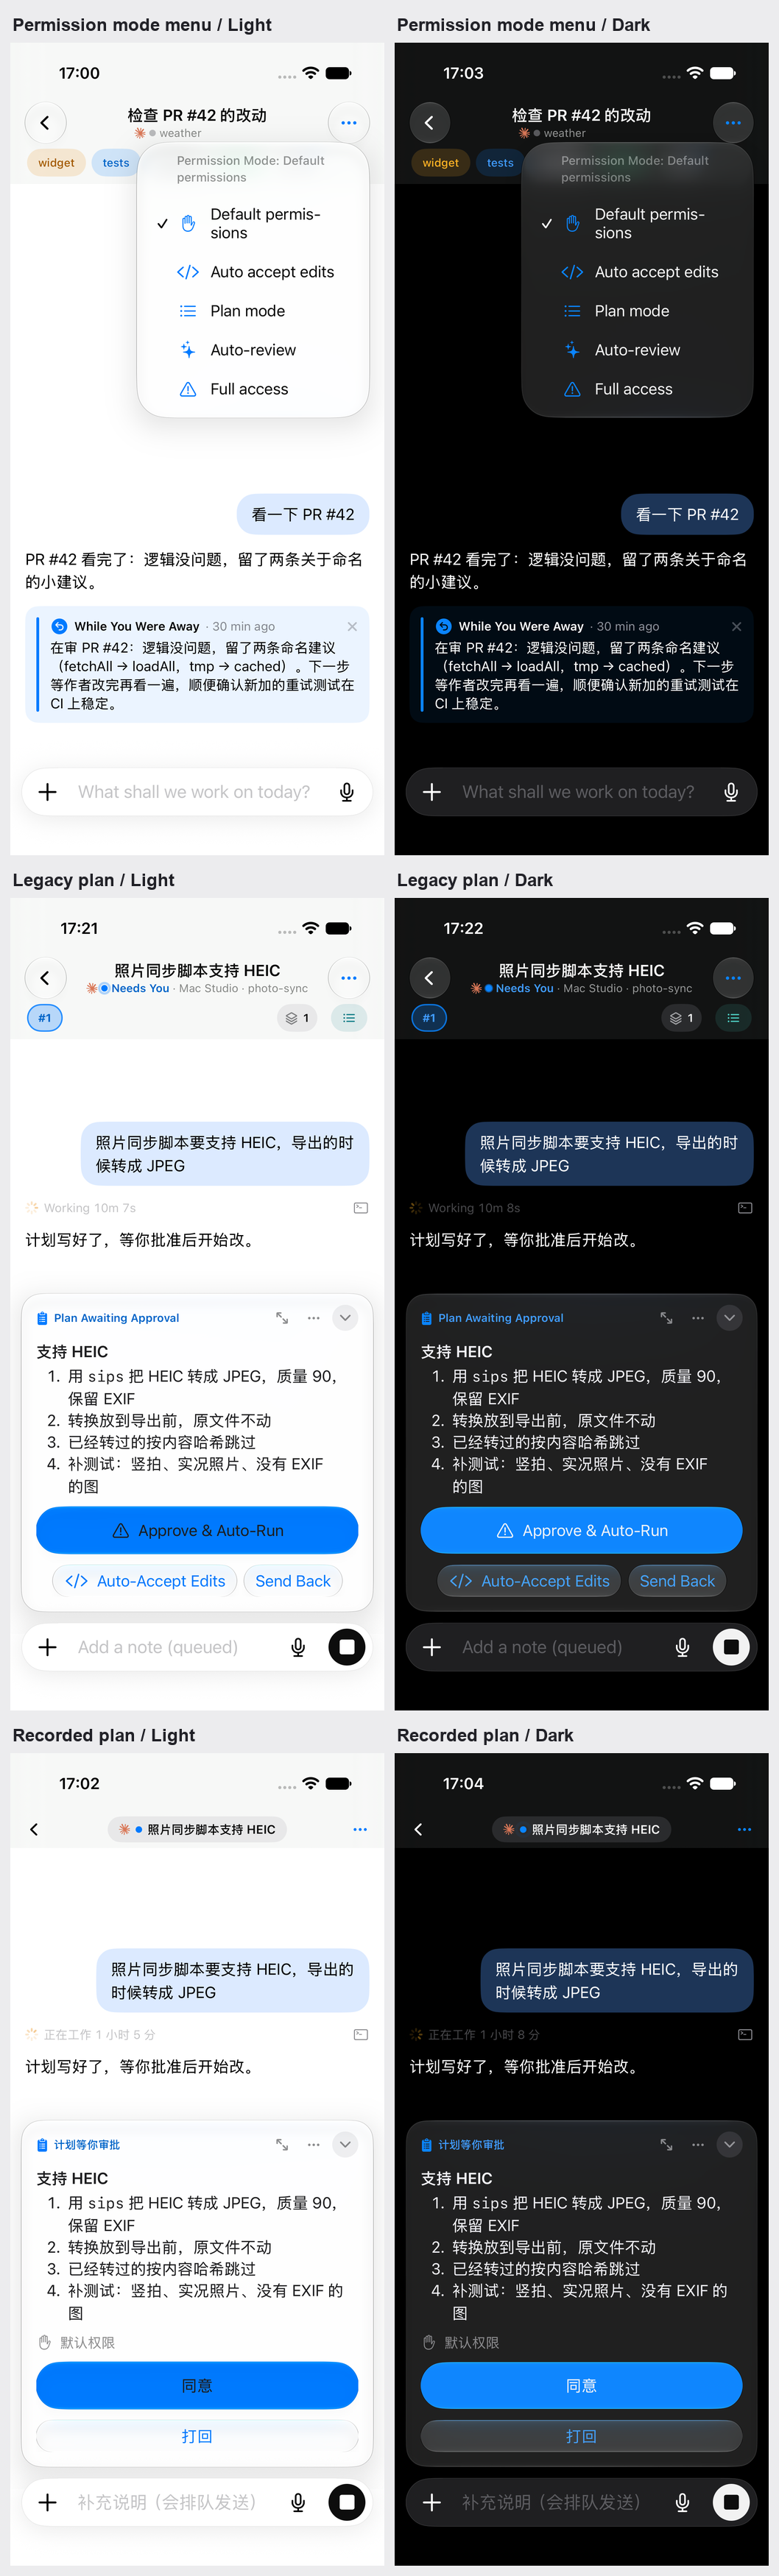 Permission mode menu / Light
17:00
检查 PR #42 的改动
weather
widget
tests
Permission Mode: Default
permissions
Default permis-
sions
Auto accept edits
Plan mode
Auto-review
Full access
看一下 PR #42
PR #42 看完了：逻辑没问题，留了两条关于命名
的小建议。
While You Were Away · 30 min ago
在审 PR #42：逻辑没问题，留了两条命名建议
（fetchAll → loadAll，tmp → cached）。下一步
等作者改完再看一遍，顺便确认新加的重试测试在
CI 上稳定。
What shall we work on today?
Permission mode menu / Dark
17:03
检查 PR #42 的改动
weather
widget
tests
Permission Mode: Default
permissions
Default permis-
sions
Auto accept edits
Plan mode
Auto-review
Full access
看一下 PR #42
PR #42 看完了：逻辑没问题，留了两条关于命名
的小建议。
While You Were Away · 30 min ago
在审 PR #42：逻辑没问题，留了两条命名建议
（fetchAll → loadAll，tmp → cached）。下一步
等作者改完再看一遍，顺便确认新加的重试测试在
CI 上稳定。
What shall we work on today?
Legacy plan / Light
17:21
照片同步脚本支持 HEIC
Needs You · Mac Studio · photo-sync
#1
1
照片同步脚本要支持 HEIC，导出的时
候转成 JPEG
Working 10m 7s
计划写好了，等你批准后开始改。
Plan Awaiting Approval
支持 HEIC
1. 用 sips 把 HEIC 转成 JPEG，质量 90，
保留 EXIF
2. 转换放到导出前，原文件不动
3. 已经转过的按内容哈希跳过
4. 补测试：竖拍、实况照片、没有 EXIF
的图
Approve & Auto-Run
Auto-Accept Edits
Send Back
Add a note (queued)
Legacy plan / Dark
17:22
照片同步脚本支持 HEIC
Needs You · Mac Studio · photo-sync
#1
1
照片同步脚本要支持 HEIC，导出的时
候转成 JPEG
Working 10m 8s
计划写好了，等你批准后开始改。
Plan Awaiting Approval
支持 HEIC
1. 用 sips 把 HEIC 转成 JPEG，质量 90，
保留 EXIF
2. 转换放到导出前，原文件不动
3. 已经转过的按内容哈希跳过
4. 补测试：竖拍、实况照片、没有 EXIF
的图
Approve & Auto-Run
Auto-Accept Edits
Send Back
Add a note (queued)
Recorded plan / Light
17:02
照片同步脚本支持 HEIC
照片同步脚本要支持 HEIC，导出的
时候转成 JPEG
正在工作 1 小时 5 分
计划写好了，等你批准后开始改。
计划等你审批
支持 HEIC
1. 用 sips 把 HEIC 转成 JPEG，质量 90，
保留 EXIF
2. 转换放到导出前，原文件不动
3. 已经转过的按内容哈希跳过
4. 补测试：竖拍、实况照片、没有 EXIF 的
图
默认权限
同意
打回
补充说明（会排队发送）
Recorded plan / Dark
17:04
照片同步脚本支持 HEIC
照片同步脚本要支持 HEIC，导出的
时候转成 JPEG
正在工作 1 小时 8 分
计划写好了，等你批准后开始改。
计划等你审批
支持 HEIC
1. 用 sips 把 HEIC 转成 JPEG，质量 90，
保留 EXIF
2. 转换放到导出前，原文件不动
3. 已经转过的按内容哈希跳过
4. 补测试：竖拍、实况照片、没有 EXIF 的
图
默认权限
同意
打回
补充说明（会排队发送）